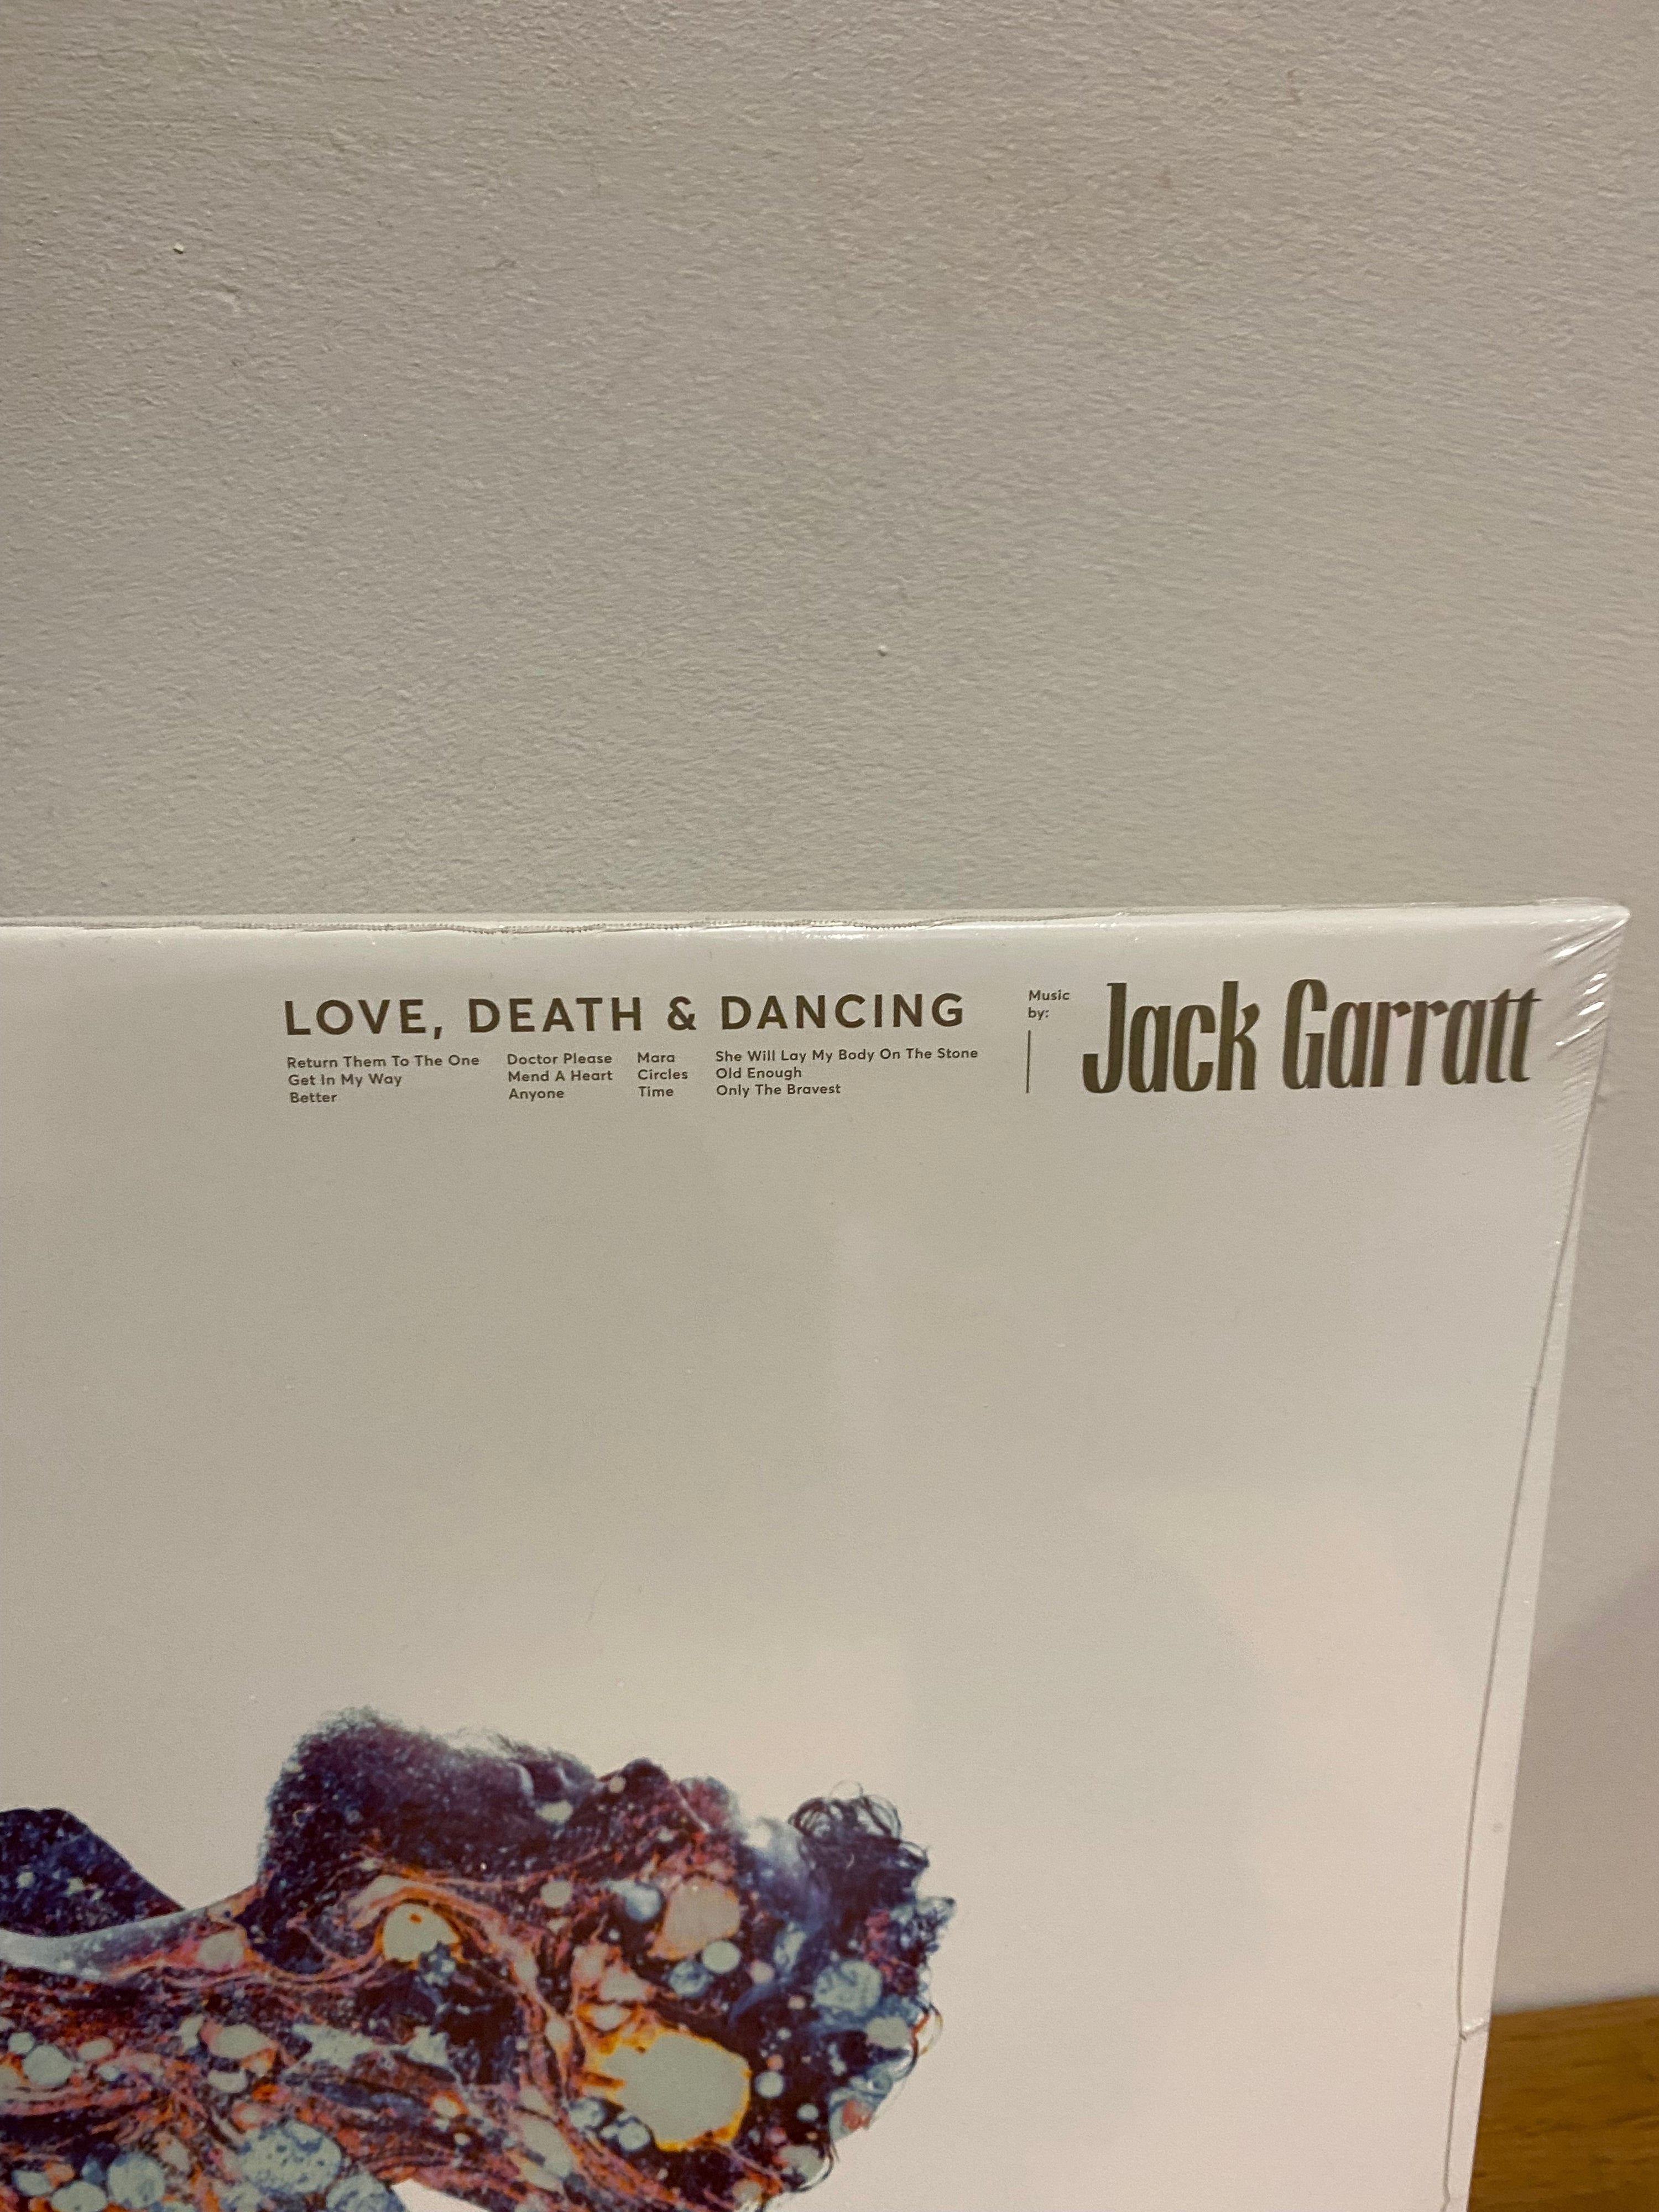 LOVE, DEATH & DANCING
Return Them To The One
Get In My Way
Better
Doctor Please
Mend A Heart
Anyone
Mara
Circles
Time
She Will Lay My Body On The Stone
Old Enough
Only The Bravest
Music
by:
Jack Garratt